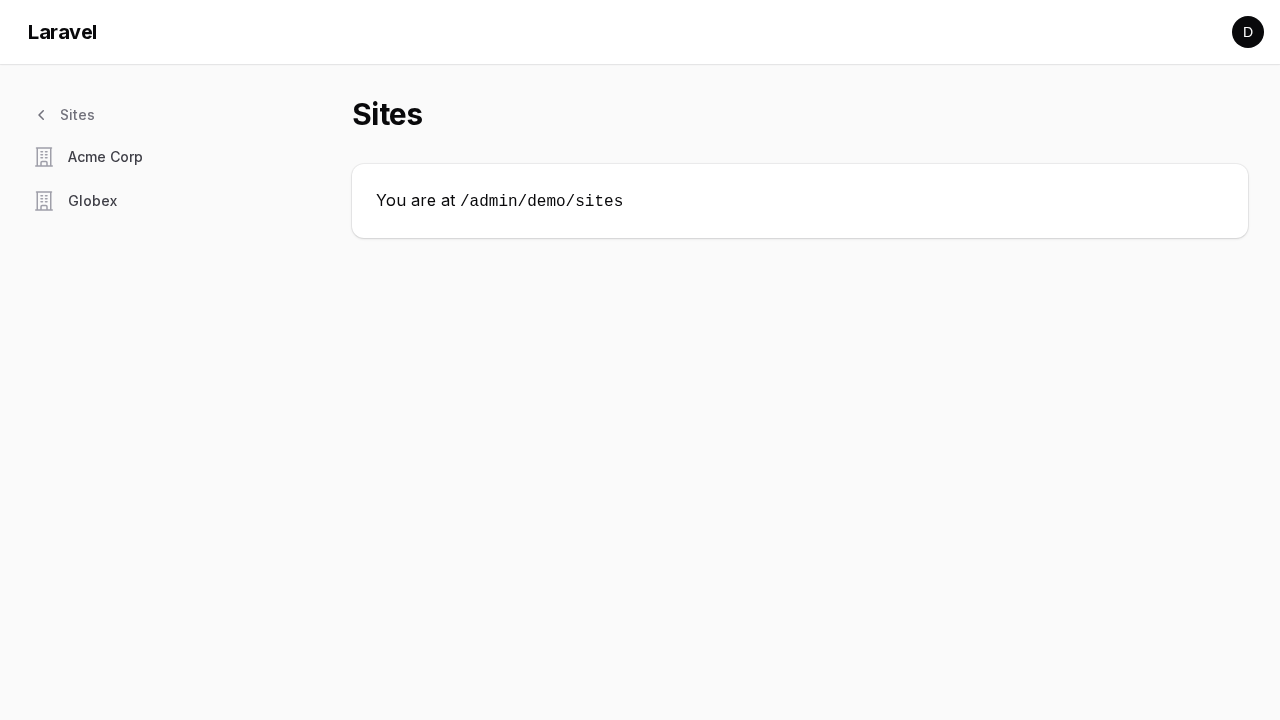 Laravel
D
Sites
Acme Corp
Globex
Sites
You are at /admin/demo/sites